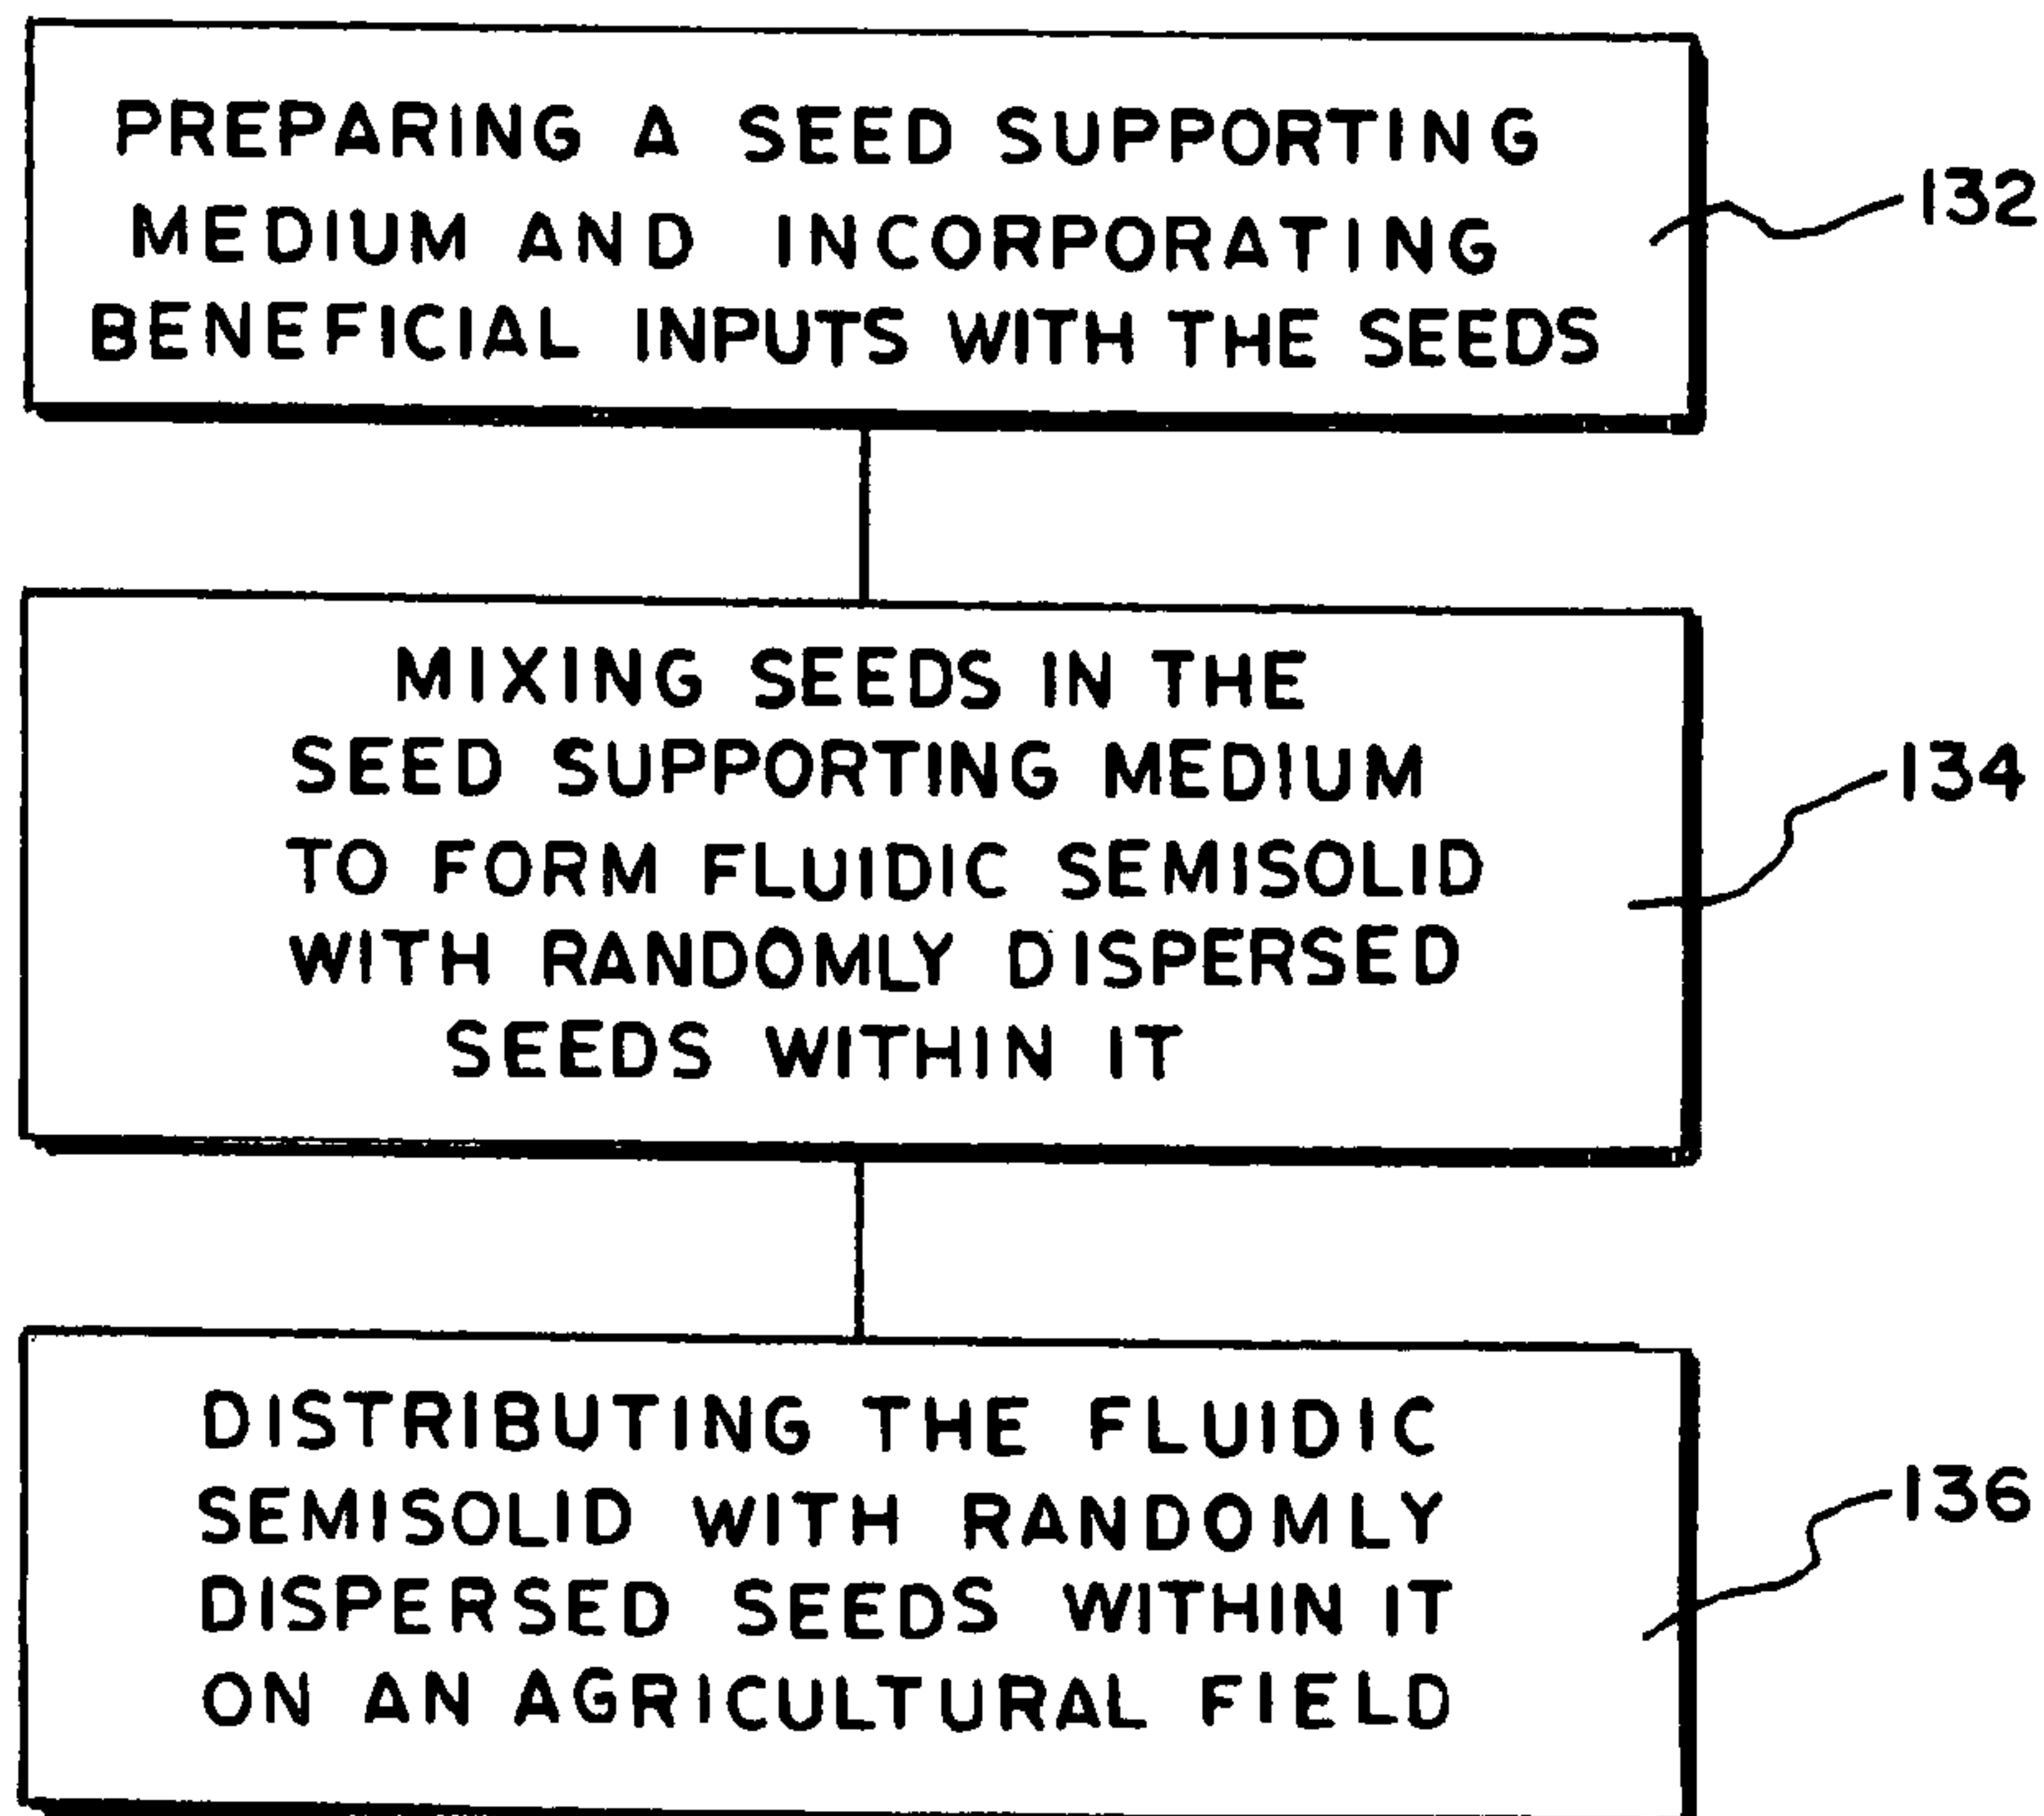 PREPARING A SEED SUPPORTING
MEDIUM AND INCORPORATING
BENEFICIAL INPUTS WITH THE SEEDS
132
MIXING SEEDS IN THE
SEED SUPPORTING MEDIUM
TO FORM FLUIDIC SEMISOLID
WITH RANDOMLY DISPERSED
SEEDS WITHIN IT
134
DISTRIBUTING THE FLUIDIC
SEMISOLID WITH RANDOMLY
DISPERSED SEEDS WITHIN IT
ON AN AGRICULTURAL FIELD
136